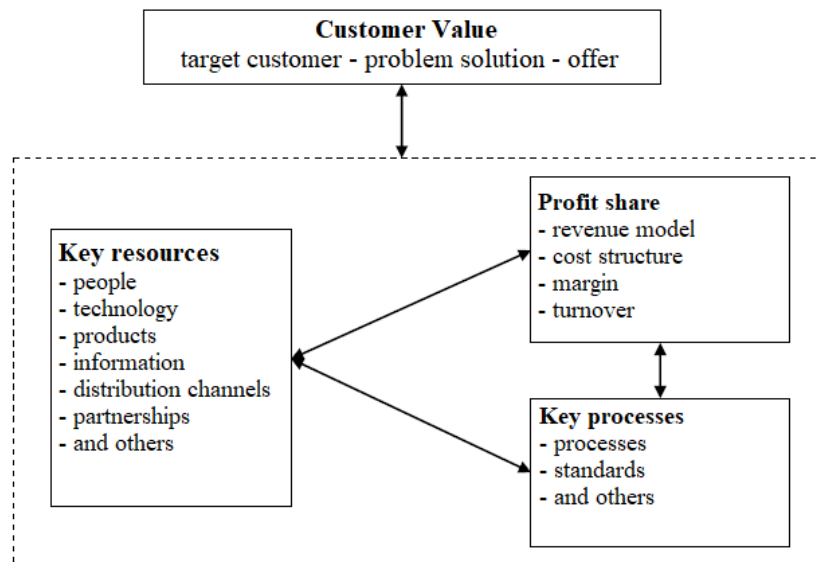 Customer Value
target customer - problem solution - offer
Key resources
- people
- technology
- products
- information
- distribution channels
- partnerships
- and others
Profit share
- revenue model
- cost structure
- margin
- turnover
Key processes
- processes
- standards
- and others